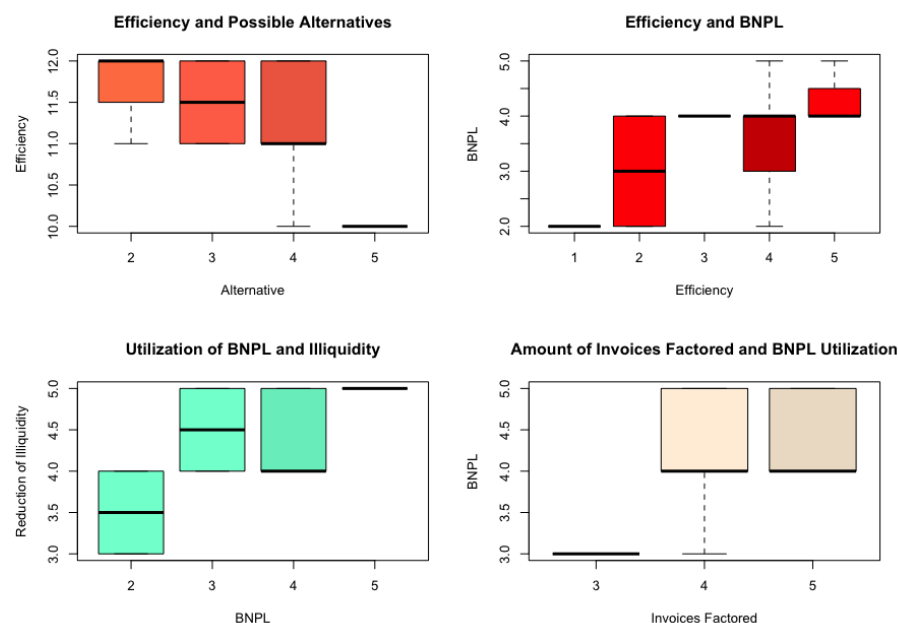 Efficiency and Possible Alternatives
Efficiency
12.0
11.5
11.0
10.5
10.0
2 3 4 5
Alternative
Efficiency and BNPL
BNPL
5.0
4.0
3.0
2.0
1 2 3 4 5
Efficiency
Utilization of BNPL and Illiquidity
Reduction of Illiquidity
5.0
4.5
4.0
3.5
3.0
2 3 4 5
BNPL
Amount of Invoices Factored and BNPL Utilization
BNPL
5.0
4.5
4.0
3.5
3.0
3 4 5
Invoices Factored